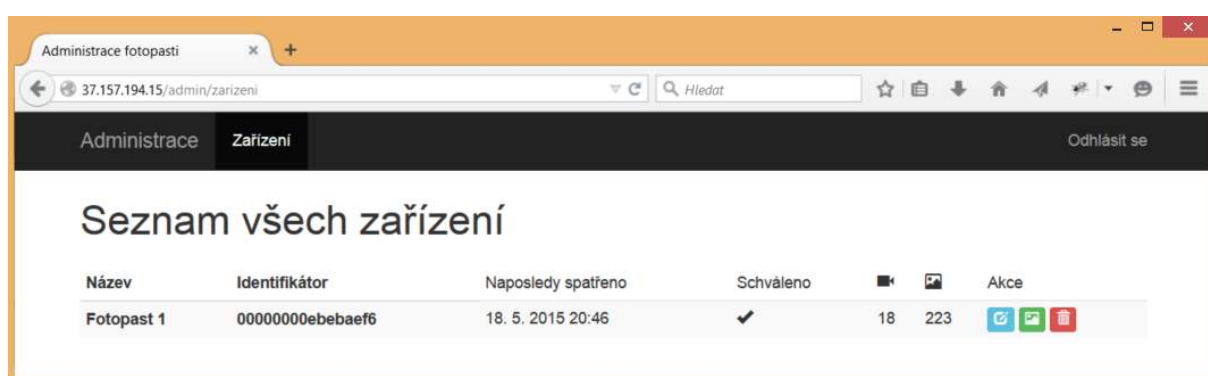 Administrace fotopasti
37.157.194.15/admin/zarizeni Hledat
Administrace Zařízení Odhlásit se
Seznam všech zařízení
Název Identifikátor Naposledy spatřeno Schváleno Akce
Fotopast 1 00000000ebebaef6 18. 5. 2015 20:46 18 223